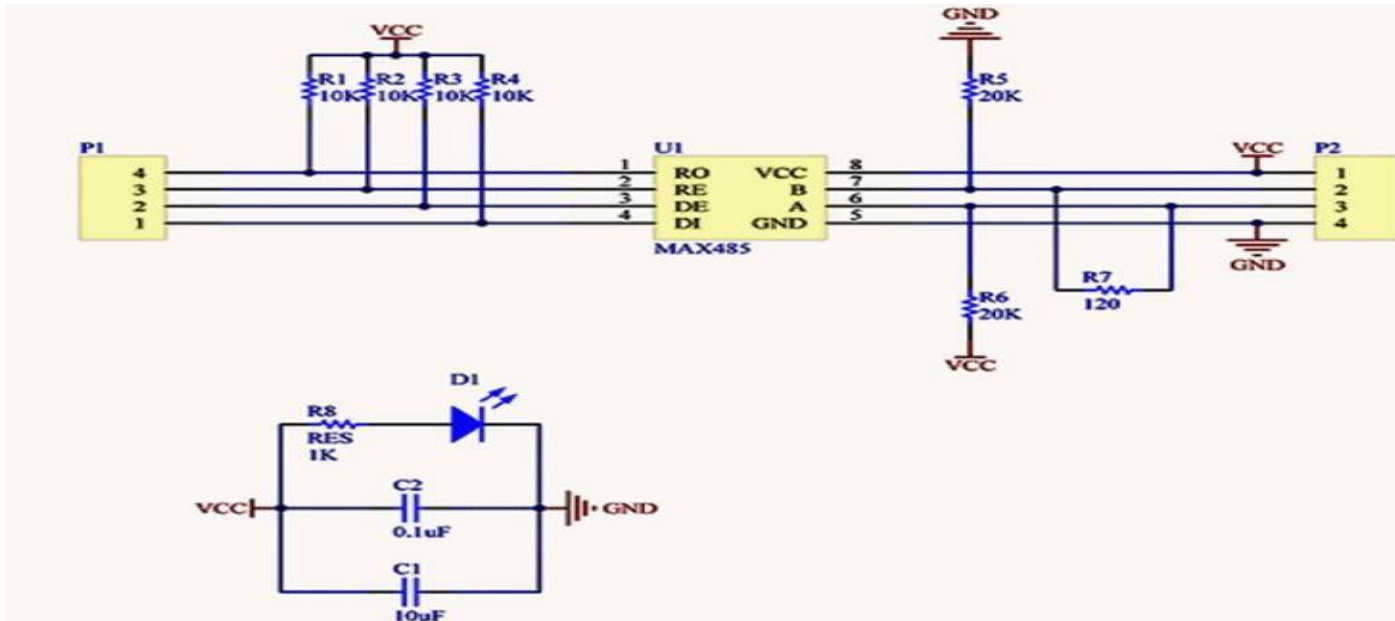 VCC
GND
R1 R2 R3 R4
10K 10K 10K 10K
R5
20K
P1
U1
VCC
P2
4
3
2
1
1
2
3
4
RO VCC
RE B
DE A
DI GND
8
7
6
5
1
2
3
4
MAX485
GND
R7
120
R6
20K
VCC
D1
R8
RES
1K
C2
VCC
GND
0.1uF
C1
10uF